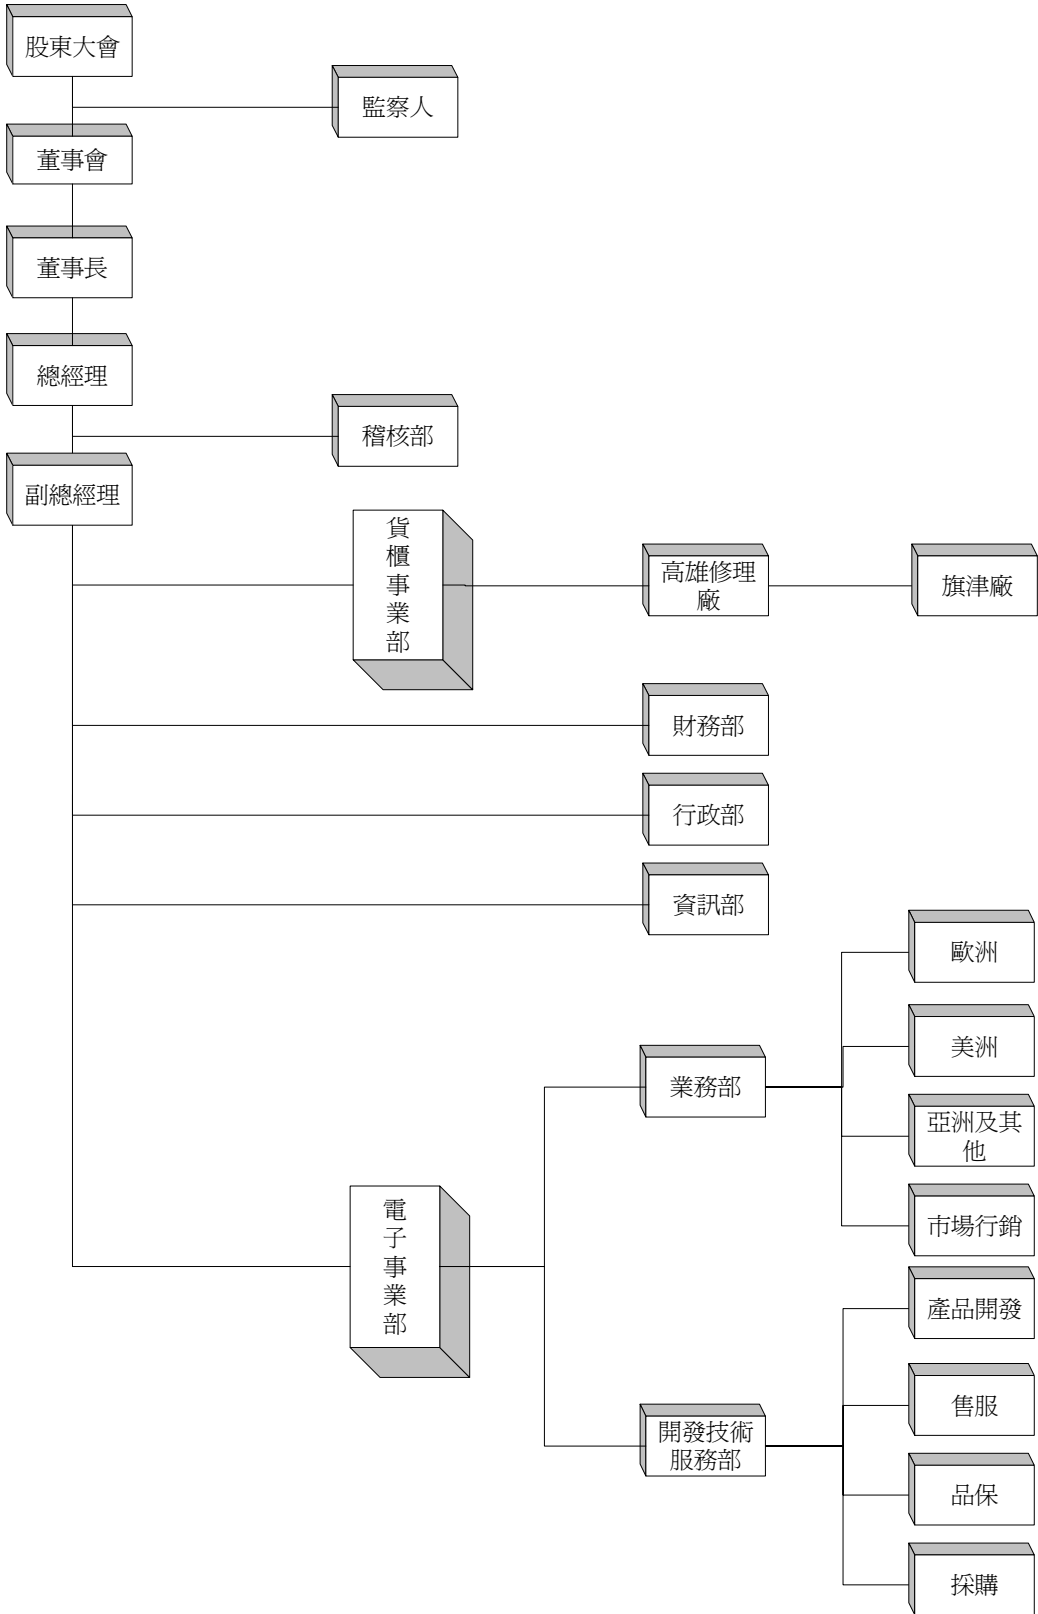 股東大會
監察人
董事會
董事長
總經理
稽核部
副總經理
貨櫃事業部
高雄修理
廠
旗津廠
財務部
行政部
資訊部
歐洲
美洲
業務部
亞洲及其
他
市場行銷
電子事業部
產品開發
售服
開發技術
服務部
品保
採購